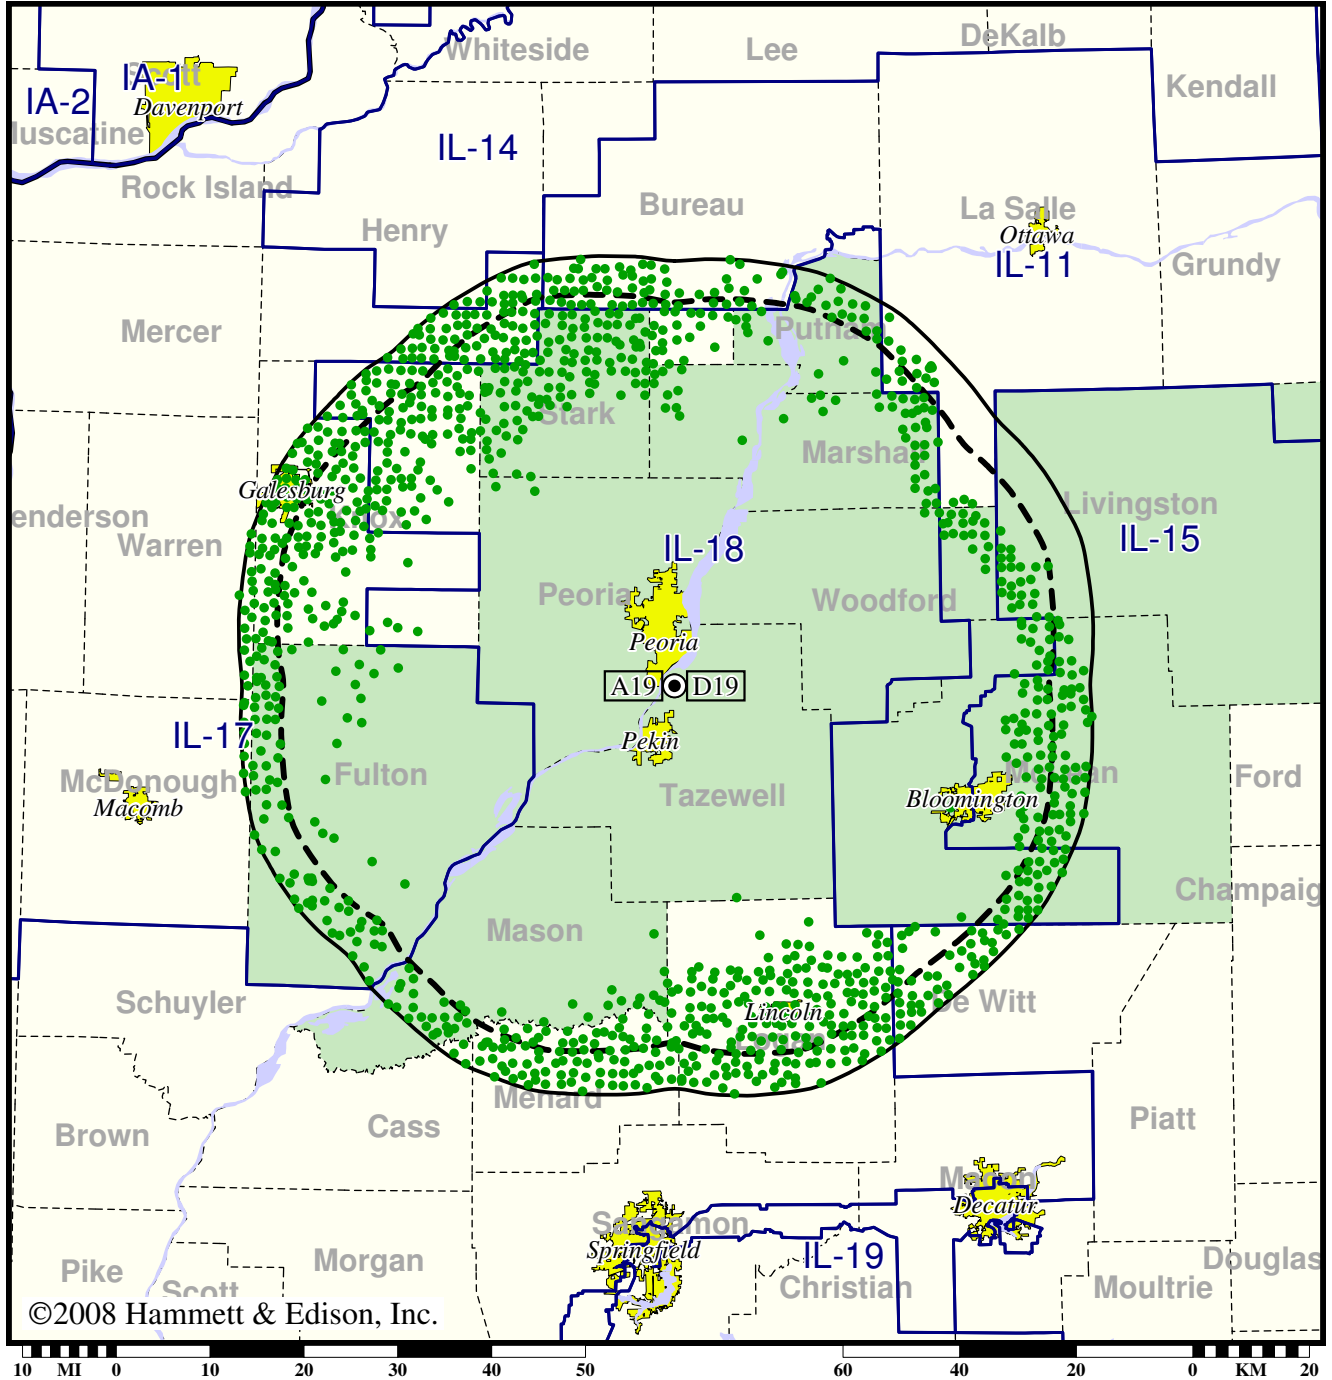 Whiteside
Lee
DeKalb
Kendall
Scott
IA-1
IA-2
Davenport
Muscatine
IL-14
Rock Island
Henry
Bureau
La Salle
Ottawa
IL-11
Grundy
Mercer
Putnam
Stark
Marshall
Galesburg
Knox
Livingston
IL-15
enderson
Warren
IL-18
Peoria
Woodford
Peoria
A19
D19
IL-17
Pekin
McDonough
Fulton
McLean
Ford
Macomb
Tazewell
Bloomington
Champaig
Mason
Schuyler
Lincoln
De Witt
Logan
Menard
Cass
Brown
Piatt
Macon
Decatur
Sangamon
Springfield
IL-19
Douglas
Morgan
Pike
Scott
Christian
Moultrie
©2008 Hammett & Edison, Inc.
10 MI 0 10 20 30 40 50 60 40 20 0 KM 20